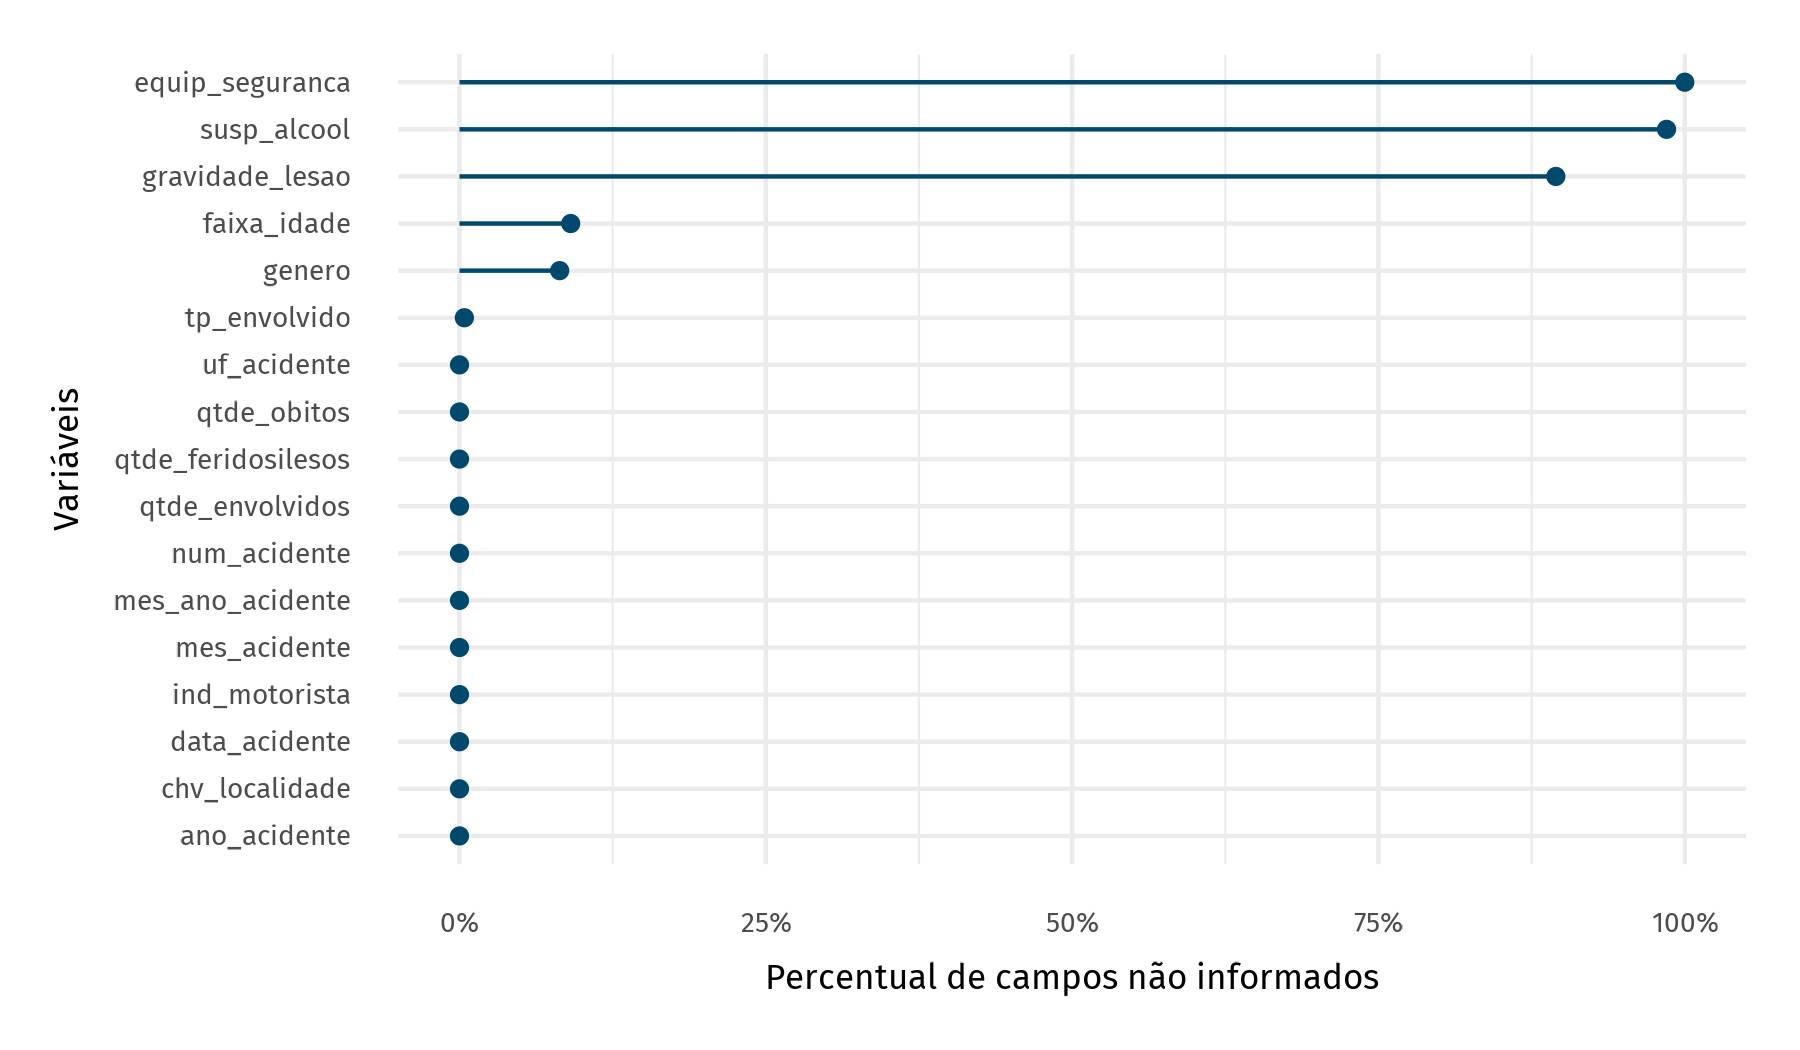 equip_seguranca
susp_alcool
gravidade_lesao
faixa_idade
genero
tp_envolvido
uf_acidente
qtde_obitos
qtde_feridosilesos
qtde_envolvidos
num_acidente
mes_ano_acidente
mes_acidente
ind_motorista
data_acidente
chv_localidade
ano_acidente
Variáveis
0% 25% 50% 75% 100%
Percentual de campos não informados